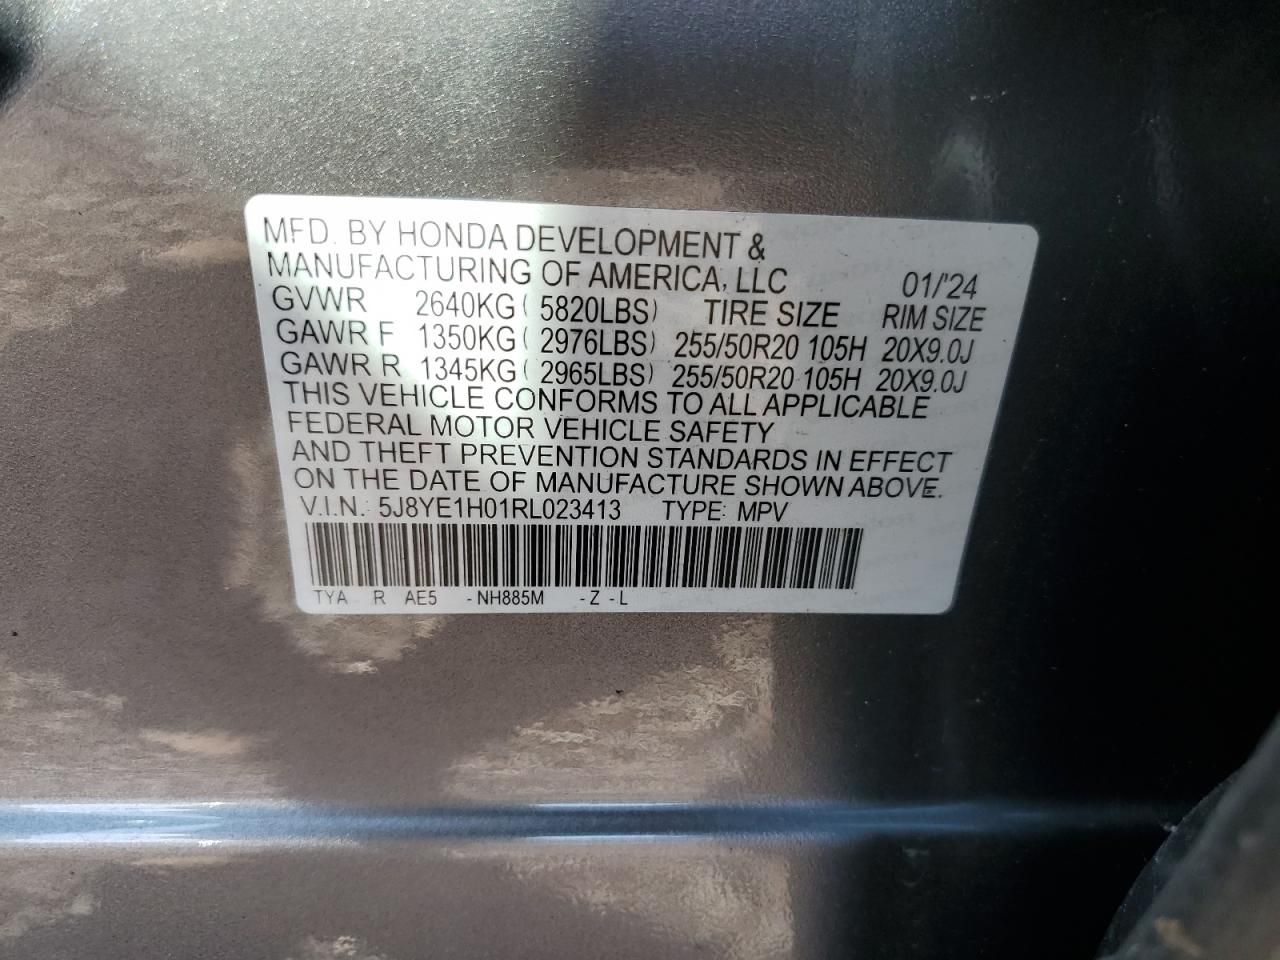 MFD. BY HONDA DEVELOPMENT &
MANUFACTURING OF AMERICA, LLC 01/'24
GVWR 2640KG ( 5820LBS) TIRE SIZE RIM SIZE
GAWR F 1350KG ( 2976LBS) 255/50R20 105H 20X9.0J
GAWR R 1345KG ( 2965LBS) 255/50R20 105H 20X9.0J
THIS VEHICLE CONFORMS TO ALL APPLICABLE
FEDERAL MOTOR VEHICLE SAFETY
AND THEFT PREVENTION STANDARDS IN EFFECT
ON THE DATE OF MANUFACTURE SHOWN ABOVE.
V.I.N.: 5J8YE1H01RL023413 TYPE: MPV
TYA R AE5 -NH885M -Z -L